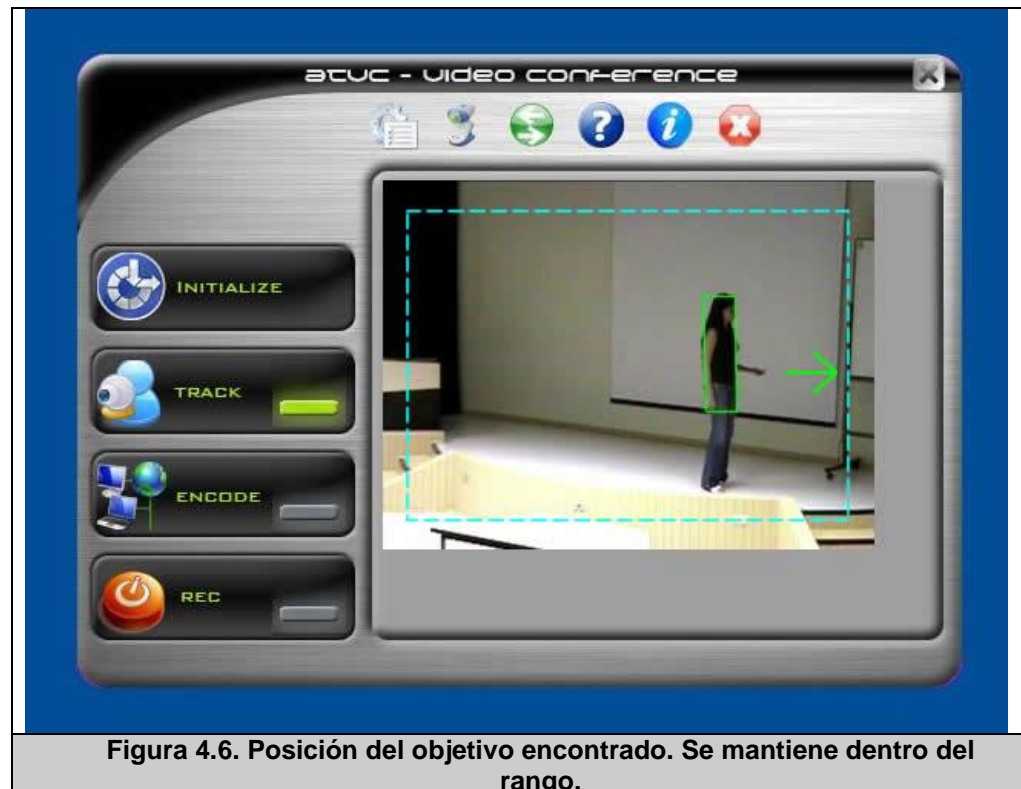 ATVC - VIDEO CONFERENCE
INITIALIZE
TRACK
ENCODE
REC
Figura 4.6. Posición del objetivo encontrado. Se mantiene dentro del
rango.